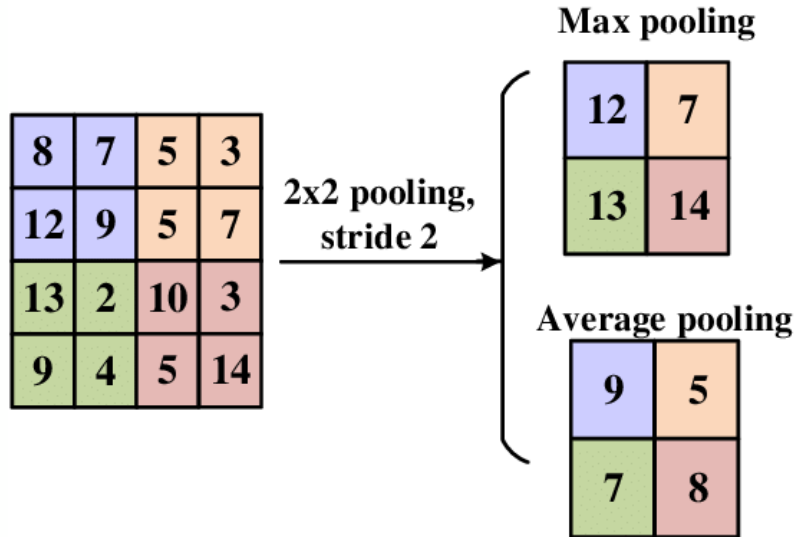 Max pooling
12 7
13 14
8 7 5 3
12 9 5 7
13 2 10 3
9 4 5 14
2x2 pooling,
stride 2
Average pooling
9 5
7 8